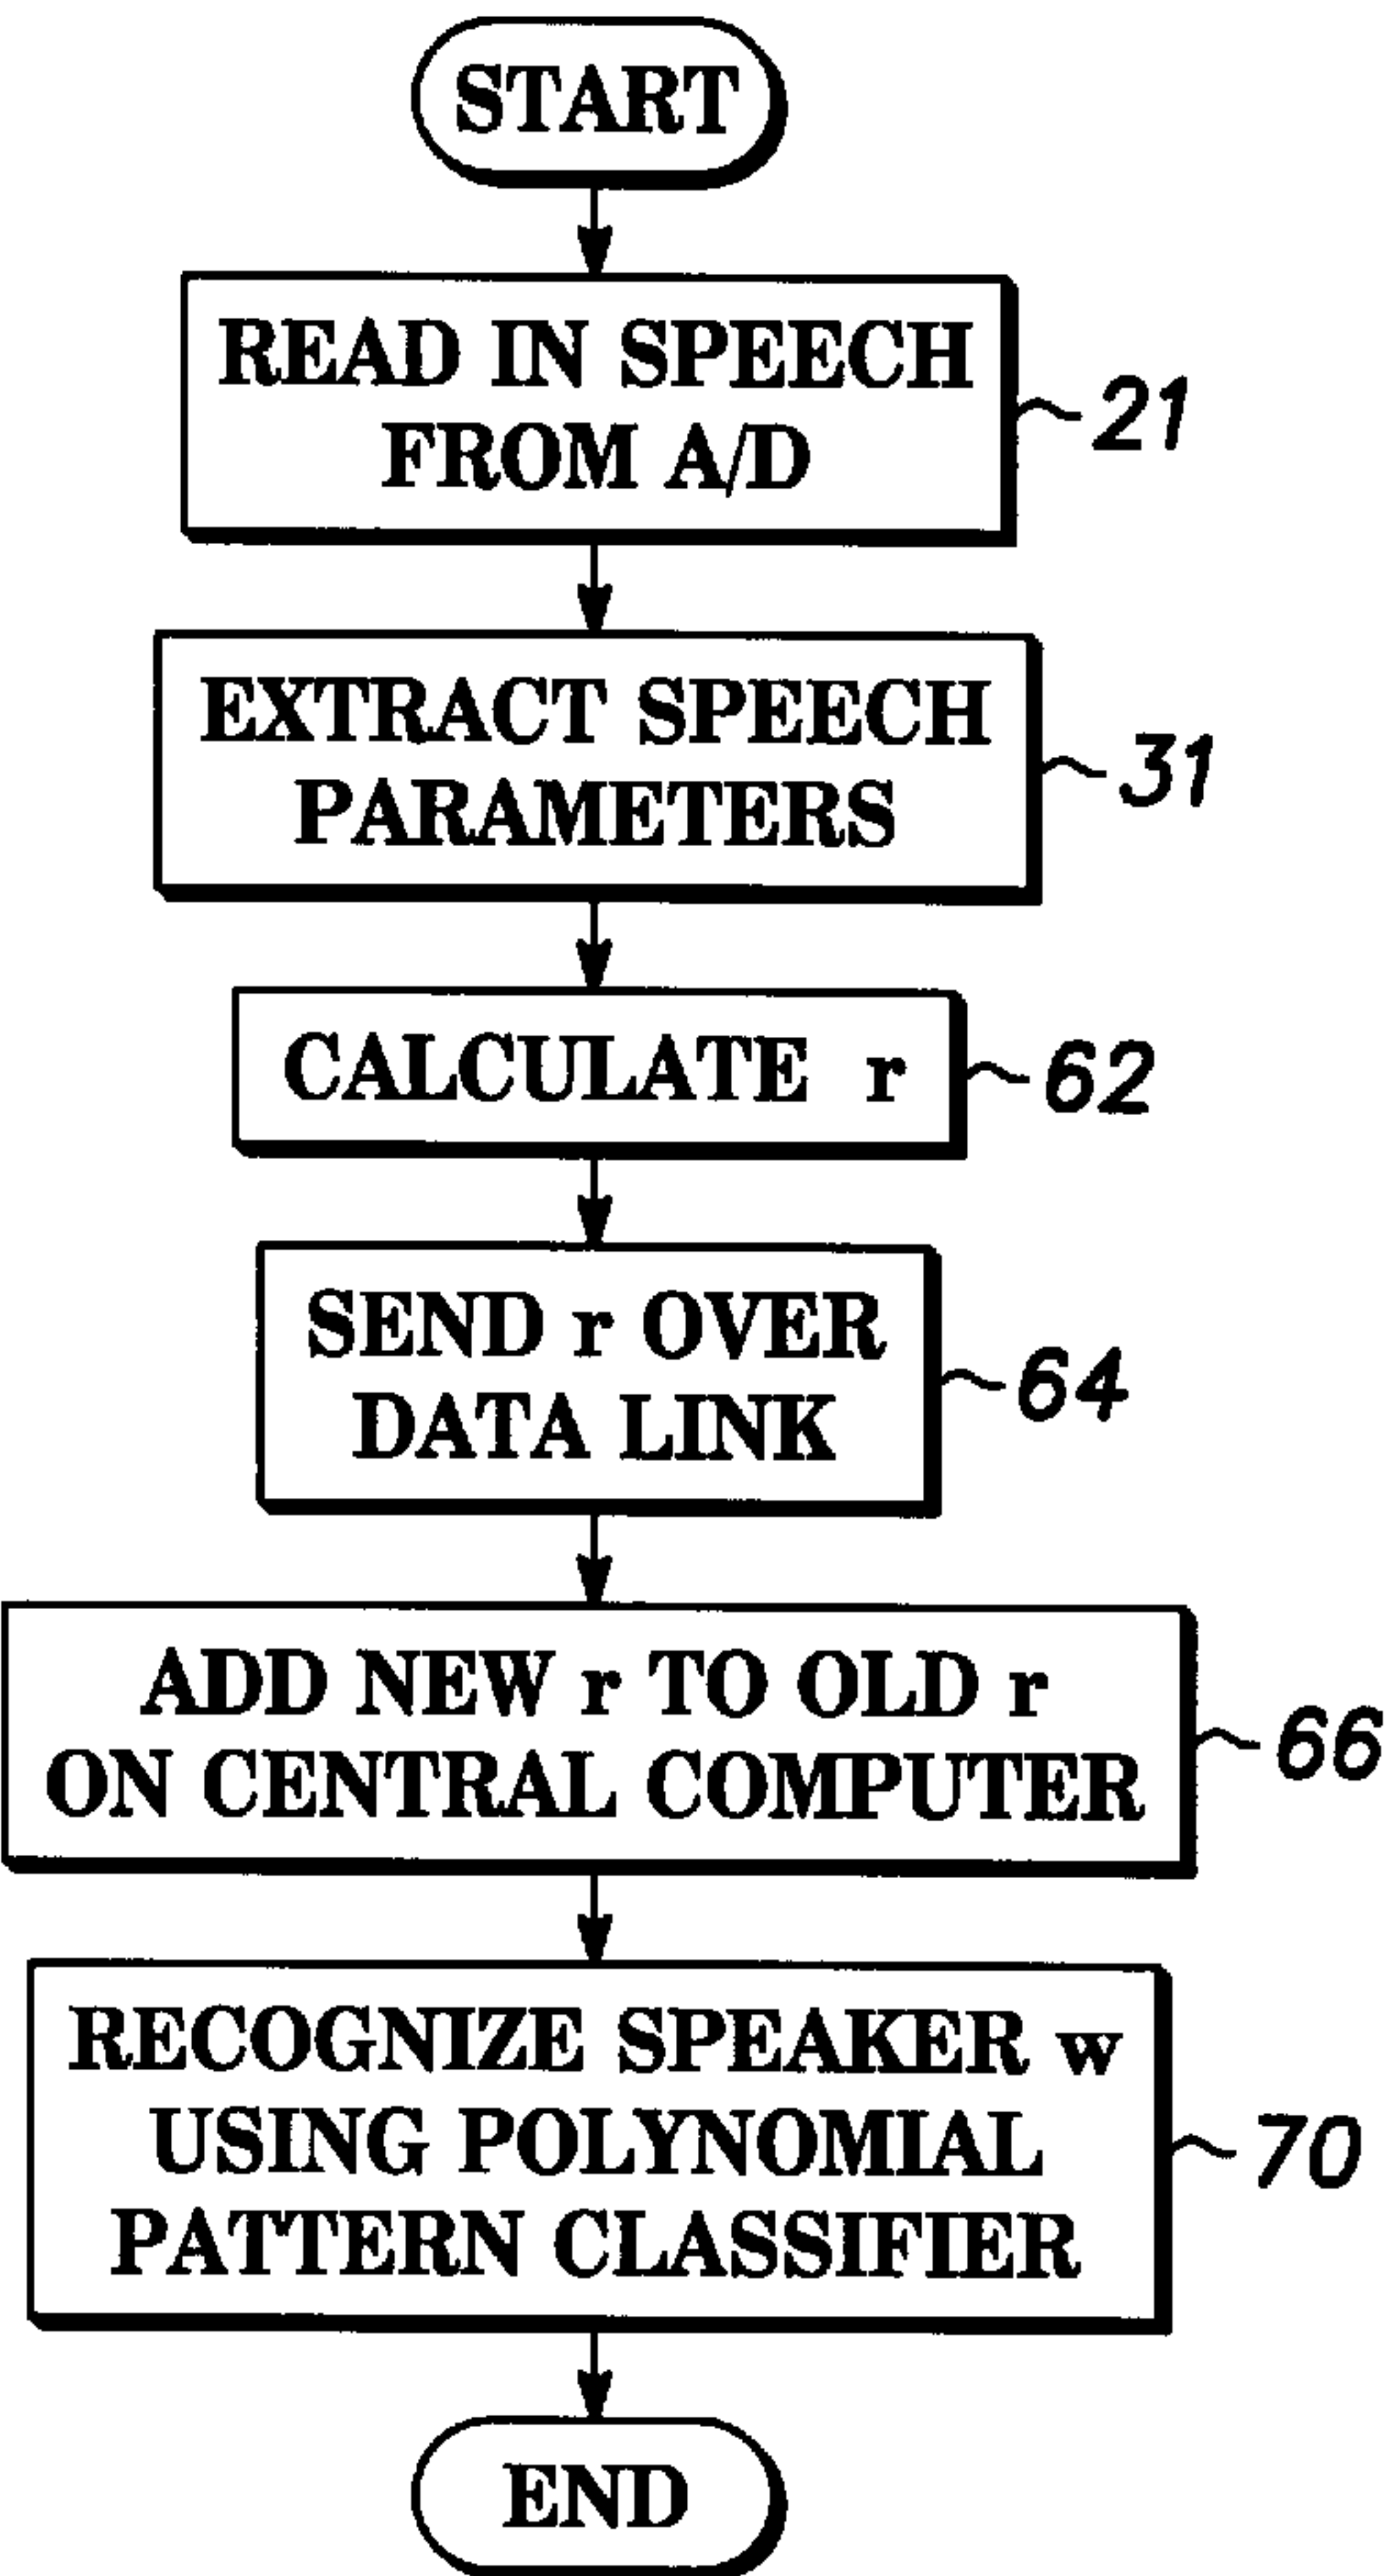 START
READ IN SPEECH
FROM A/D
21
EXTRACT SPEECH
PARAMETERS
31
CALCULATE r
62
SEND r OVER
DATA LINK
64
ADD NEW r TO OLD r
ON CENTRAL COMPUTER
66
RECOGNIZE SPEAKER w
USING POLYNOMIAL
PATTERN CLASSIFIER
70
END